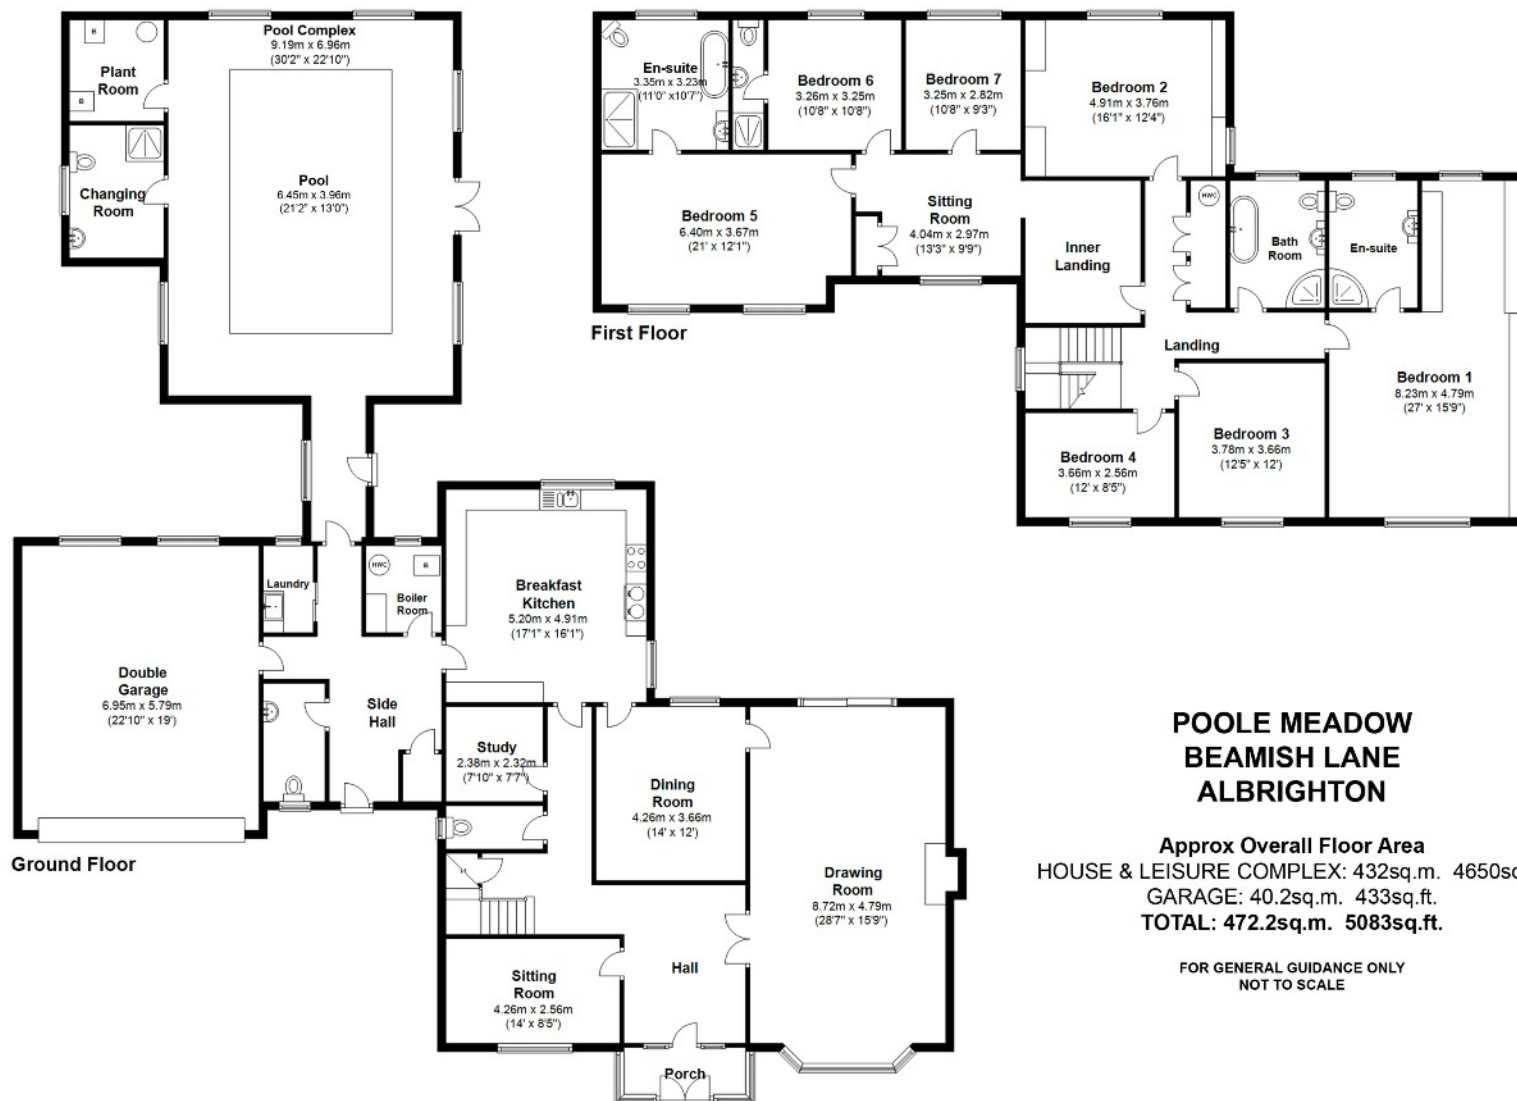 Pool Complex
9.19m x 6.96m
(30'2" x 22'10")
B
Plant
Room
B
Changing
Room
Pool
6.45m x 3.96m
(21'2" x 13'0")
En-suite
3.35m x 3.23m
(11'0" x10'7")
Bedroom 6
3.26m x 3.25m
(10'8" x 10'8")
Bedroom 7
3.25m x 2.82m
(10'8" x 9'3")
Bedroom 2
4.91m x 3.76m
(16'1" x 12'4")
Bedroom 5
6.40m x 3.67m
(21' x 12'1")
Sitting
Room
4.04m x 2.97m
(13'3" x 9'9")
Inner
Landing
HWC
Bath
Room
En-suite
First Floor
Landing
Bedroom 1
8.23m x 4.79m
(27' x 15'9")
Bedroom 3
3.78m x 3.66m
(12'5" x 12')
Bedroom 4
3.66m x 2.56m
(12' x 8'5")
Laundry
HWC
B
Boiler
Room
Breakfast
Kitchen
5.20m x 4.91m
(17'1" x 16'1")
Double
Garage
6.95m x 5.79m
(22'10" x 19')
Side
Hall
Study
2.38m x 2.32m
(7'10" x 7'7")
Dining
Room
4.26m x 3.66m
(14' x 12')
Drawing
Room
8.72m x 4.79m
(28'7" x 15'9")
Ground Floor
Hall
Sitting
Room
4.26m x 2.56m
(14' x 8'5")
Porch
POOLE MEADOW
BEAMISH LANE
ALBRIGHTON
Approx Overall Floor Area
HOUSE & LEISURE COMPLEX: 432sq.m. 4650sq
GARAGE: 40.2sq.m. 433sq.ft.
TOTAL: 472.2sq.m. 5083sq.ft.
FOR GENERAL GUIDANCE ONLY
NOT TO SCALE